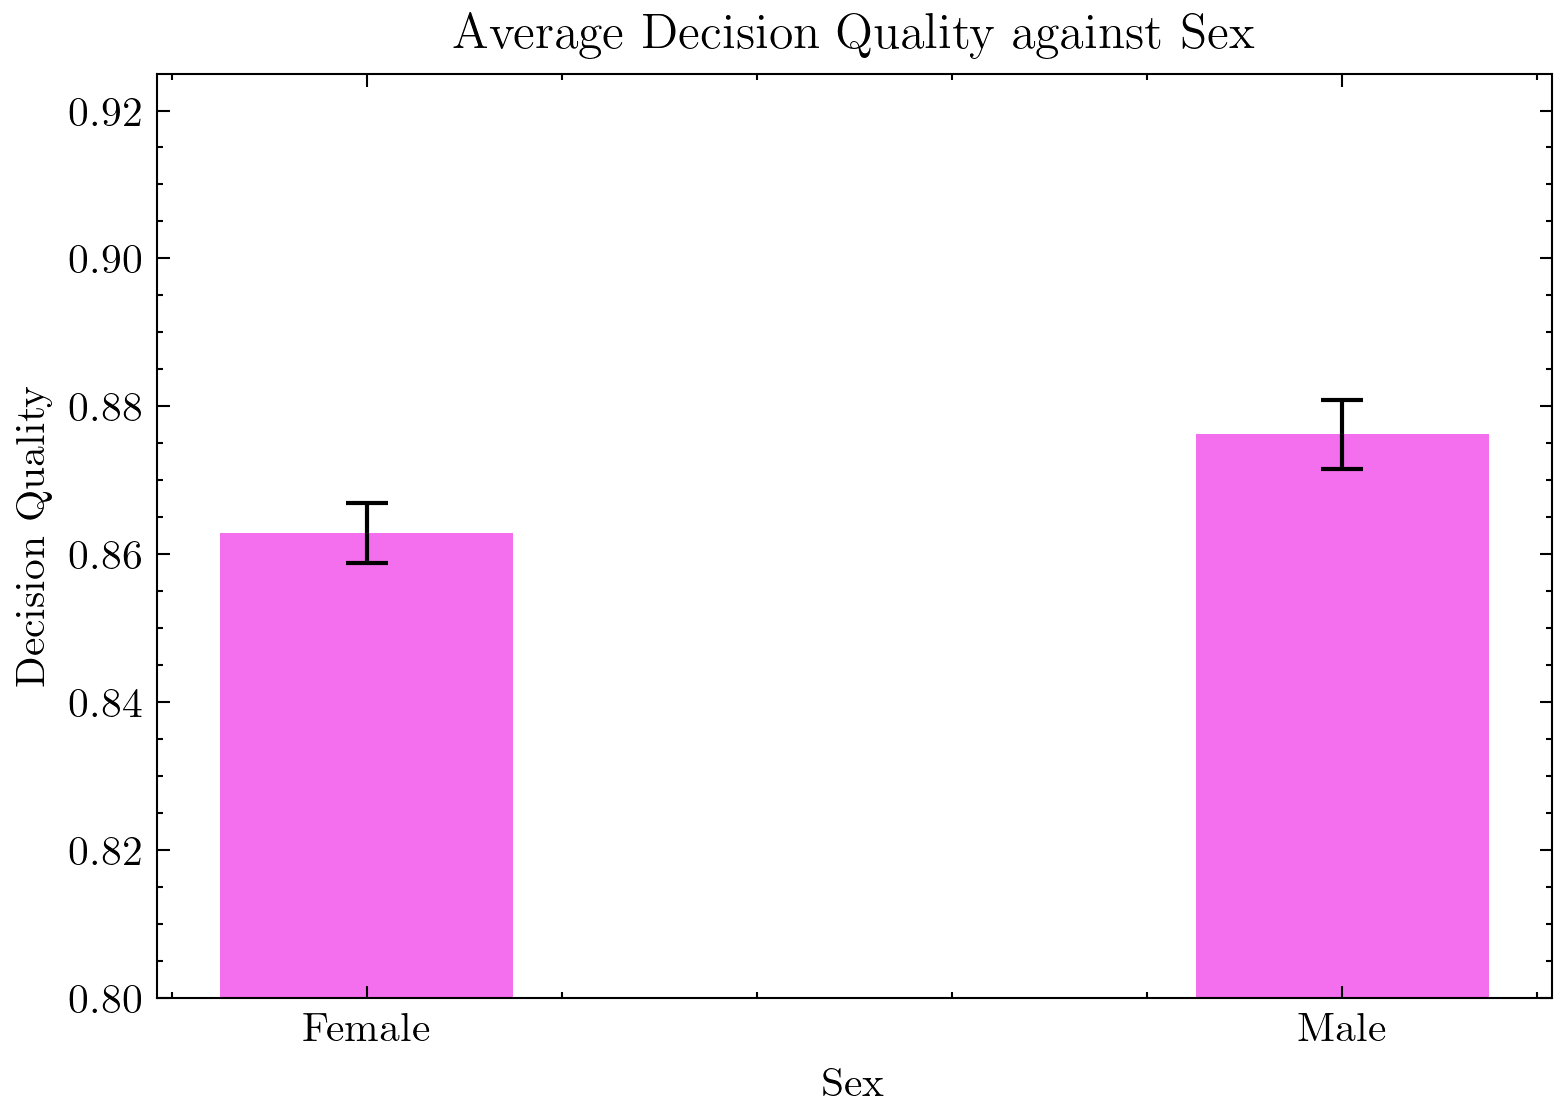 Average Decision Quality against Sex
0.92
0.90
0.88
0.86
0.84
0.82
0.80
Decision Quality
Female
Male
Sex